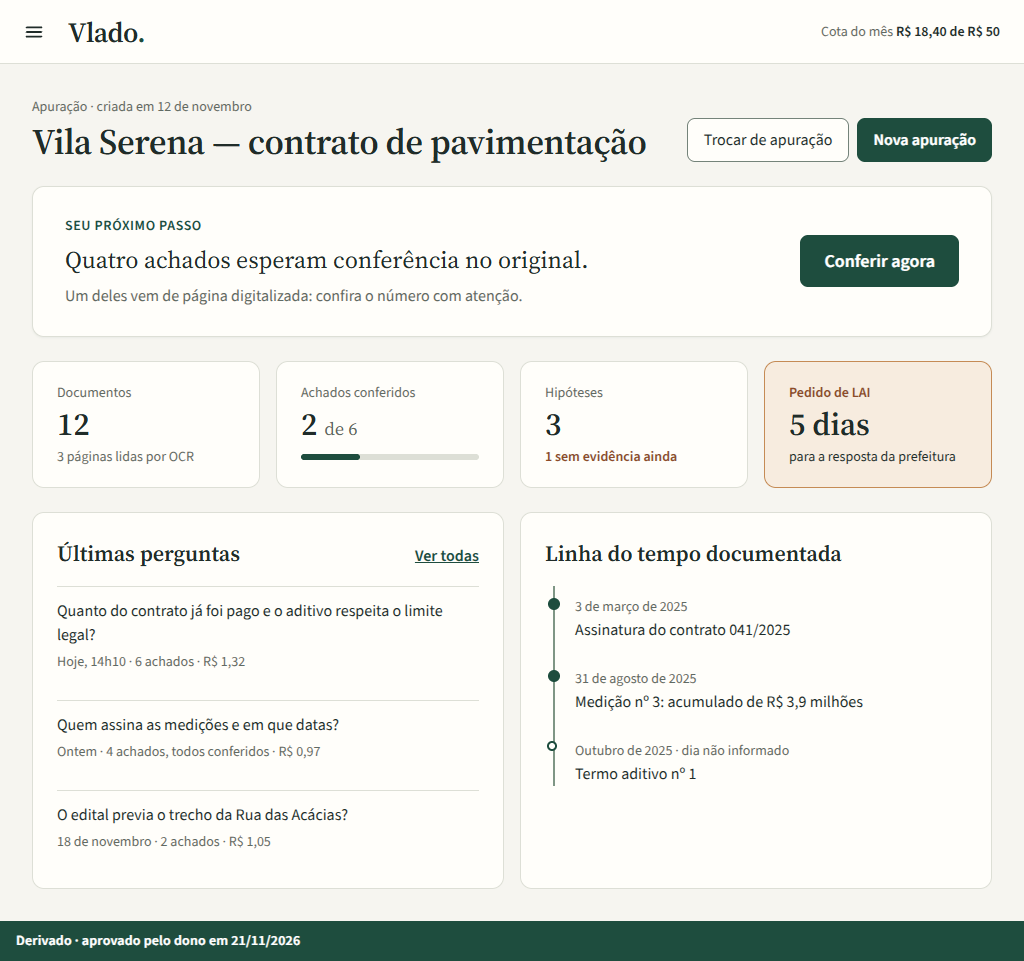 Vlado.
Cota do mês R$ 18,40 de R$ 50
Apuração · criada em 12 de novembro
Vila Serena — contrato de pavimentação
Trocar de apuração
Nova apuração
SEU PRÓXIMO PASSO
Quatro achados esperam conferência no original.
Um deles vem de página digitalizada: confira o número com atenção.
Conferir agora
Documentos
12
3 páginas lidas por OCR
Achados conferidos
2 de 6
Hipóteses
3
1 sem evidência ainda
Pedido de LAI
5 dias
para a resposta da prefeitura
Últimas perguntas
Ver todas
Quanto do contrato já foi pago e o aditivo respeita o limite
legal?
Hoje, 14h10 · 6 achados · R$ 1,32
Quem assina as medições e em que datas?
Ontem · 4 achados, todos conferidos · R$ 0,97
O edital previa o trecho da Rua das Acácias?
18 de novembro · 2 achados · R$ 1,05
Linha do tempo documentada
3 de março de 2025
Assinatura do contrato 041/2025
31 de agosto de 2025
Medição nº 3: acumulado de R$ 3,9 milhões
Outubro de 2025 · dia não informado
Termo aditivo nº 1
Derivado · aprovado pelo dono em 21/11/2026